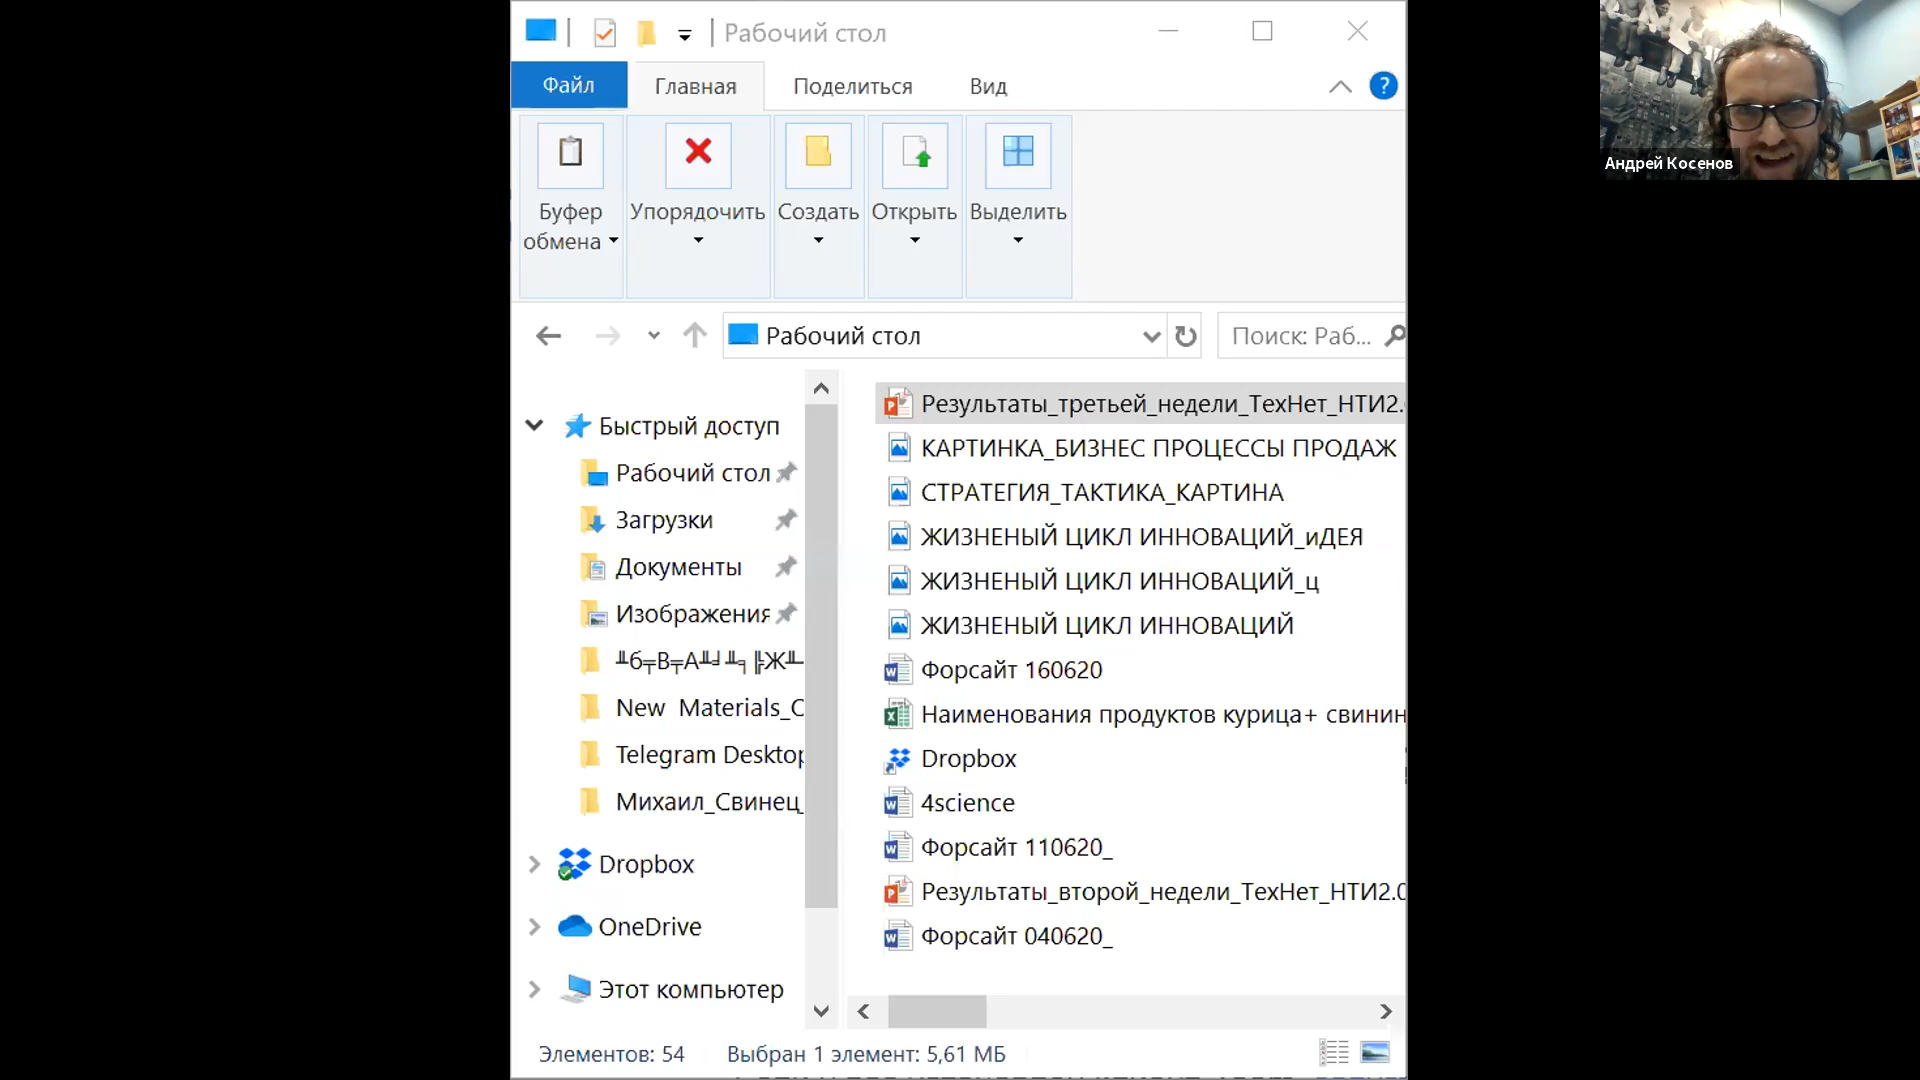 Рабочий стол
Файл
Главная
Поделиться
Вид
?
Буфер
обмена
Упорядочить
Создать
Открыть
Выделить
Рабочий стол
Поиск: Раб...
Быстрый доступ
Рабочий стол
Загрузки
Документы
Изображения
New Materials_C
Telegram Desktop
Михаил_Свинец_
Dropbox
OneDrive
Этот компьютер
Результаты_третьей_недели_ТехНет_НТИ2.
КАРТИНКА_БИЗНЕС ПРОЦЕССЫ ПРОДАЖ
СТРАТЕГИЯ_ТАКТИКА_КАРТИНА
ЖИЗНЕНЫЙ ЦИКЛ ИННОВАЦИЙ_иДЕЯ
ЖИЗНЕНЫЙ ЦИКЛ ИННОВАЦИЙ_ц
ЖИЗНЕНЫЙ ЦИКЛ ИННОВАЦИЙ
Форсайт 160620
Наименования продуктов курица+ свинин
Dropbox
4science
Форсайт 110620_
Результаты_второй_недели_ТехНет_НТИ2.0
Форсайт 040620_
Элементов: 54
Выбран 1 элемент: 5,61 МБ
Андрей Косенов